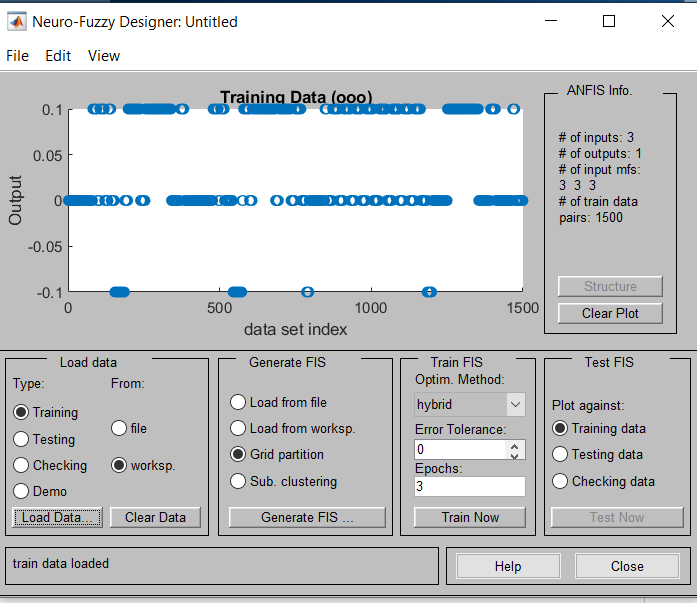 Neuro-Fuzzy Designer: Untitled
File Edit View
Training Data (ooo)
0.1
0.05
0
-0.05
-0.1
Output
0 500 1000 1500
data set index
ANFIS Info.
# of inputs: 3
# of outputs: 1
# of input mfs:
3 3 3
# of train data
pairs: 1500
Structure
Clear Plot
Load data
Type: From:
Training
Testing
Checking
Demo
file
worksp.
Load Data... Clear Data
Generate FIS
Load from file
Load from worksp.
Grid partition
Sub. clustering
Generate FIS ...
Train FIS
Optim. Method:
hybrid
Error Tolerance:
0
Epochs:
3
Train Now
Test FIS
Plot against:
Training data
Testing data
Checking data
Test Now
train data loaded
Help Close